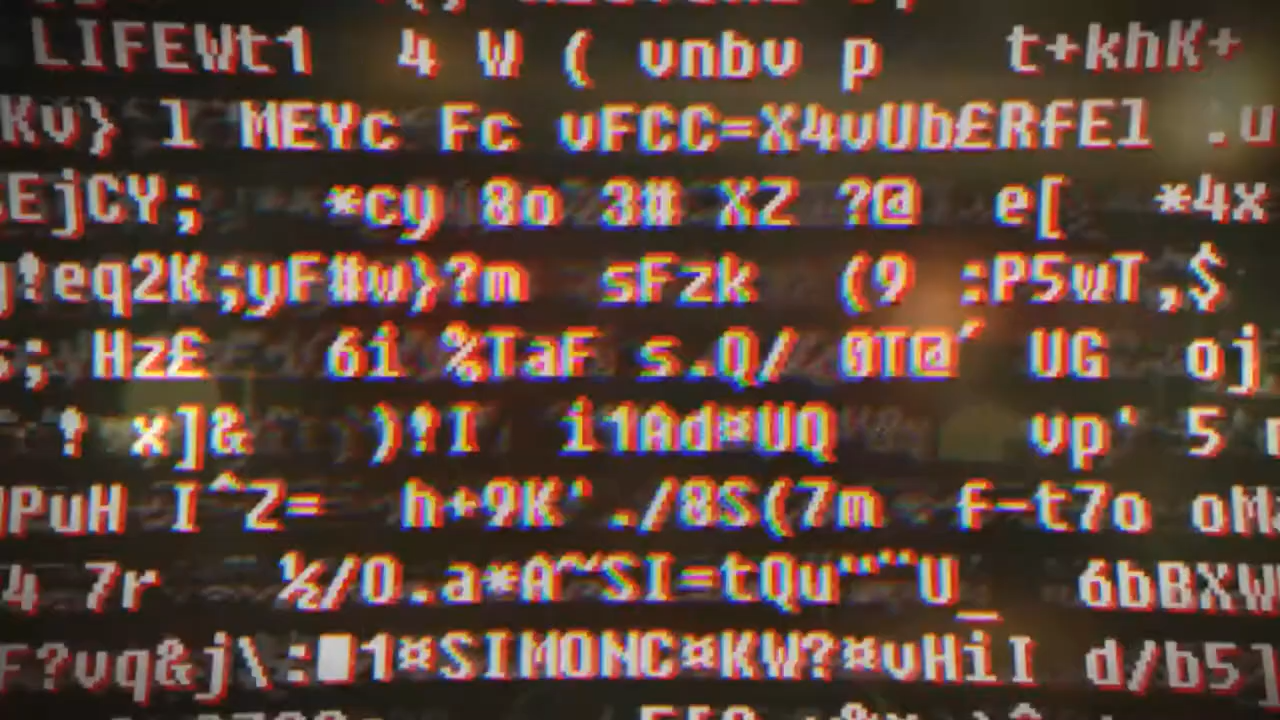 LIFEWt1 4 W ( vnbv p t+khK+
Kv} l MEYc Fc vFCC=X4vUb£RfEl .u
EjCY; *cy 8o 3# XZ ?@ e[ *4x
!eq2K;yF#w}?m sFzk (9 :P5wT,$
; Hz£ 6i %TaF s.Q/ 0T@´ UG oj
! x]& )!I i1Ad¤UQ vp' 5
PuH I^Z= h+9K' ./8S(7m f-t7o oM
4 7r ½/O.a*A~SI=tQu"¨U_ 6bBXW
F?vq&j\:■1¤SIMONC¤KW?¤vHiI d/b5]